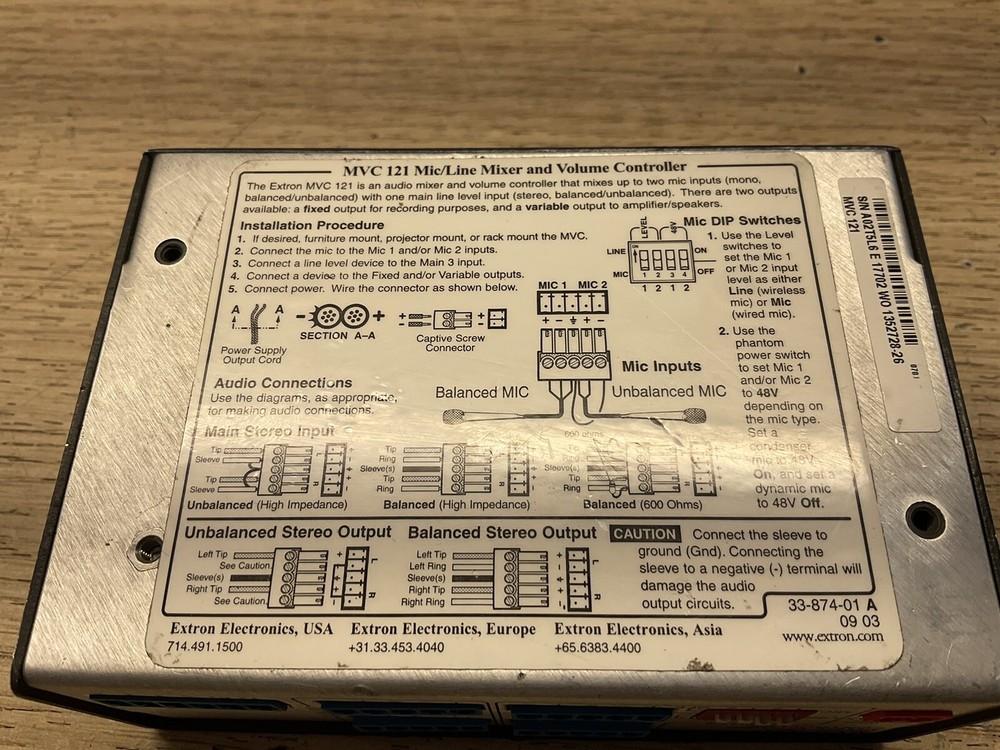 MVC 121 Mic/Line Mixer and Volume Controller
The Extron MVC 121 is an audio mixer and volume controller that mixes up to two mic inputs (mono,
balanced/unbalanced) with one main line level input (stereo, balanced/unbalanced). There are two outputs
available: a fixed output for recording purposes, and a variable output to amplifier/speakers.
Installation Procedure
1. If desired, furniture mount, projector mount, or rack mount the MVC.
2. Connect the mic to the Mic 1 and/or Mic 2 inputs.
3. Connect a line level device to the Main 3 input.
4. Connect a device to the Fixed and/or Variable outputs.
5. Connect power. Wire the connector as shown below.
A A
SECTION A–A
Power Supply
Output Cord
Captive Screw
Connector
Mic DIP Switches
LEVEL
48V
LINE
ON
ON
MIC
OFF
1 2 3 4
1 2 1 2
1. Use the Level
switches to
set the Mic 1
or Mic 2 input
level as either
Line (wireless
mic) or Mic
(wired mic).
2. Use the
phantom
power switch
to set Mic 1
and/or Mic 2
to 48V
depending on
the mic type.
Set a
condenser
mic to 48V
On, and set a
dynamic mic
to 48V Off.
MIC 1 MIC 2
Mic Inputs
Balanced MIC
Unbalanced MIC
Audio Connections
Use the diagrams, as appropriate,
for making audio connections.
Main Stereo Input
Tip
Sleeve
Tip
Sleeve
L
R
Unbalanced (High Impedance)
Tip
Ring
Sleeve(s)
Tip
Ring
L
R
Balanced (High Impedance)
600 ohms
Tip
Ring
Sleeve(s)
Tip
Ring
L
R
Balanced (600 Ohms)
Unbalanced Stereo Output
Left Tip
See Caution
Sleeve(s)
Right Tip
See Caution
L
R
Balanced Stereo Output
Left Tip
Left Ring
Sleeve(s)
Right Tip
Right Ring
L
R
CAUTION Connect the sleeve to
ground (Gnd). Connecting the
sleeve to a negative (-) terminal will
damage the audio
output circuits.
33-874-01 A
09 03
www.extron.com
Extron Electronics, USA
714.491.1500
Extron Electronics, Europe
+31.33.453.4040
Extron Electronics, Asia
+65.6383.4400
S/N A02T5L6 E 17702 WO 1352728-26
MVC 121
0701